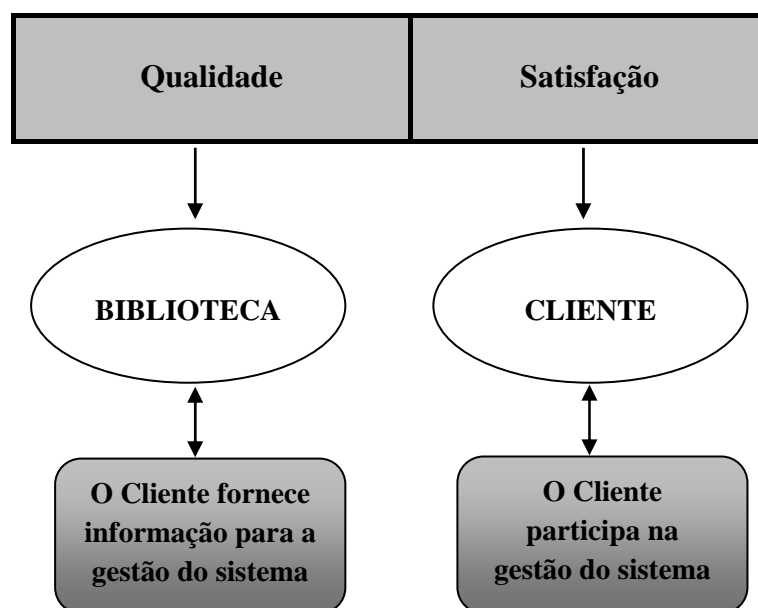 Qualidade
Satisfação
BIBLIOTECA
CLIENTE
O Cliente fornece
informação para a
gestão do sistema
O Cliente
participa na
gestão do sistema